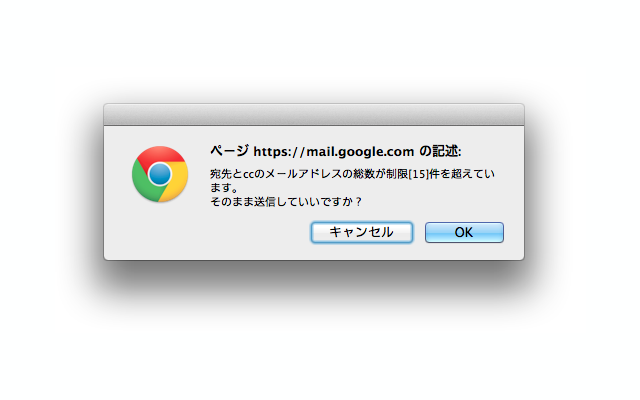 ページ https://mail.google.com の記述:
宛先とccのメールアドレスの総数が制限[15]件を超えてい
ます。
そのまま送信していいですか？
キャンセル
OK